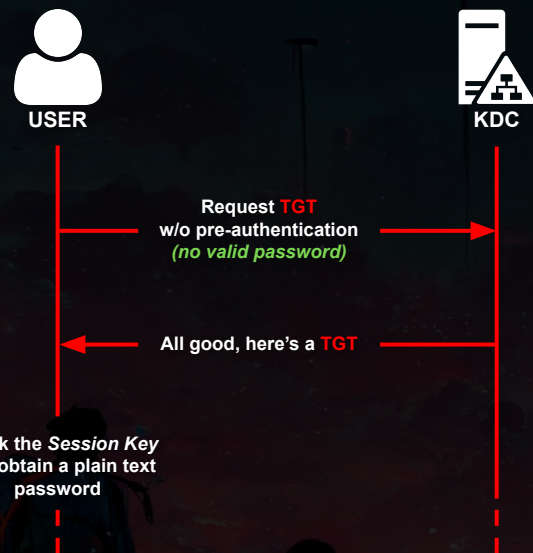 USER
KDC
Request TGT
w/o pre-authentication
(no valid password)
All good, here's a TGT
the Session Key
obtain a plain text
password